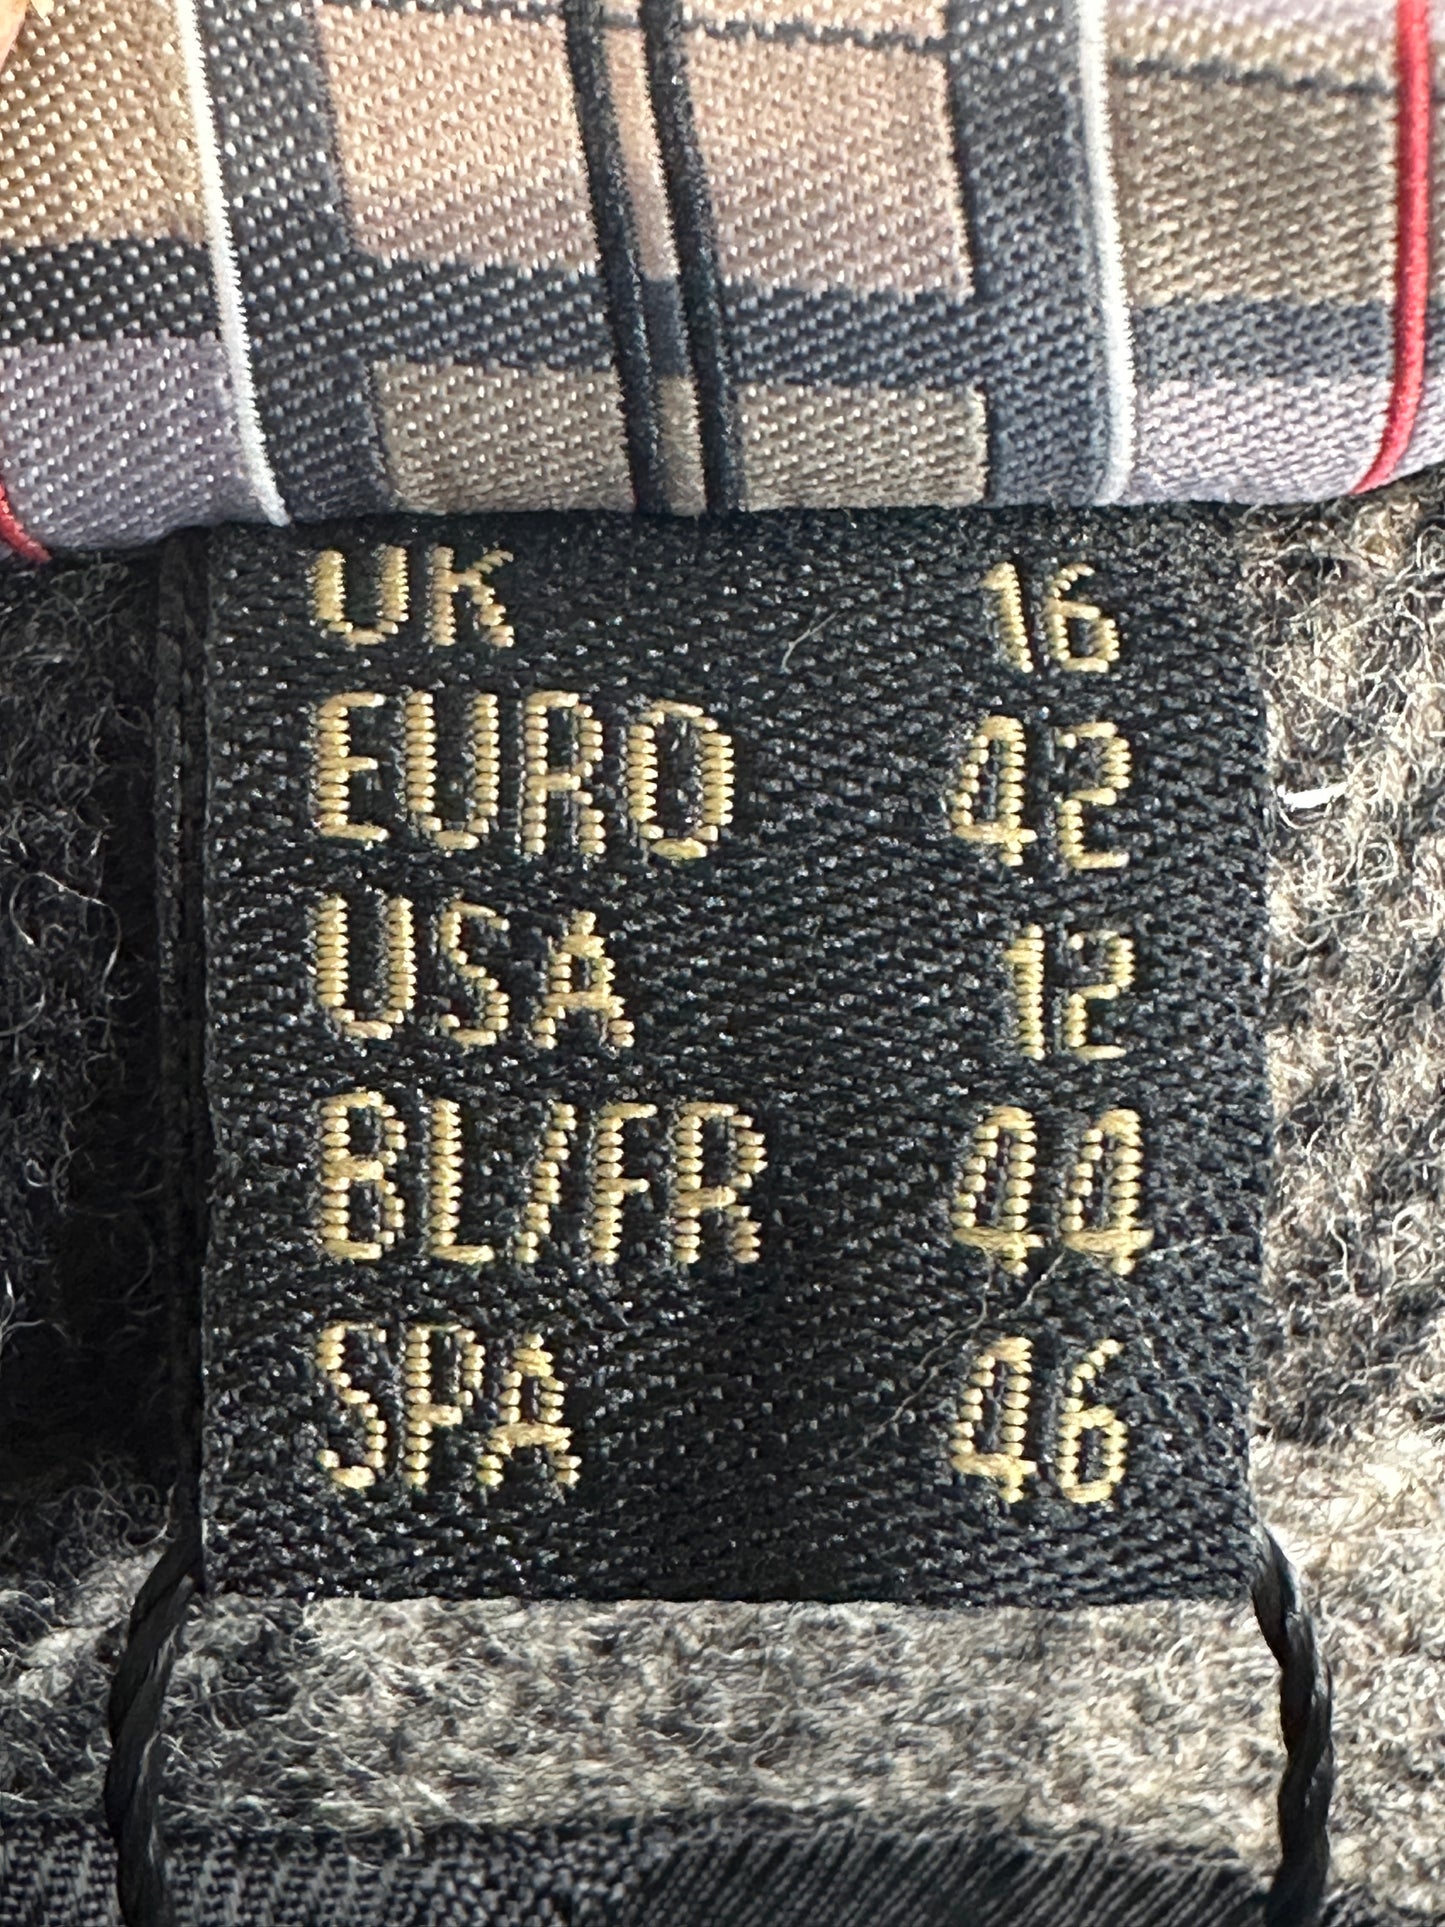 UK 16
EURO 42
USA 12
BL/FR 44
SPA 46